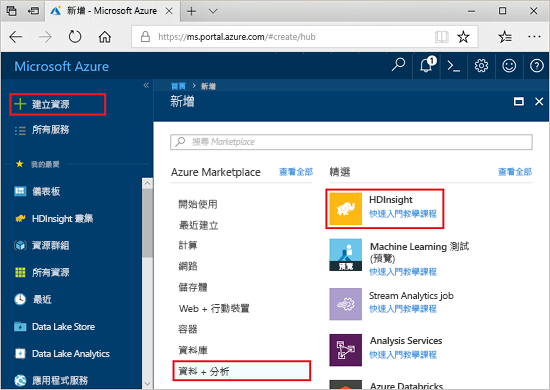 新增 - Microsoft Azure
https://ms.portal.azure.com/#create/hub
Microsoft Azure
1
建立資源
所有服務
我的最愛
儀表板
HDInsight 叢集
資源群組
所有資源
最近
Data Lake Store
Data Lake Analytics
應用程式服務
首頁 > 新增
新增
搜尋 Marketplace
Azure Marketplace
查看全部
開始使用
最近建立
計算
網路
儲存體
Web + 行動裝置
容器
資料庫
資料 + 分析
精選
查看全部
HDInsight
快速入門教學課程
Machine Learning 測試
(預覽)
快速入門教學課程
預覽
Stream Analytics job
快速入門教學課程
Analysis Services
快速入門教學課程
Azure Databricks